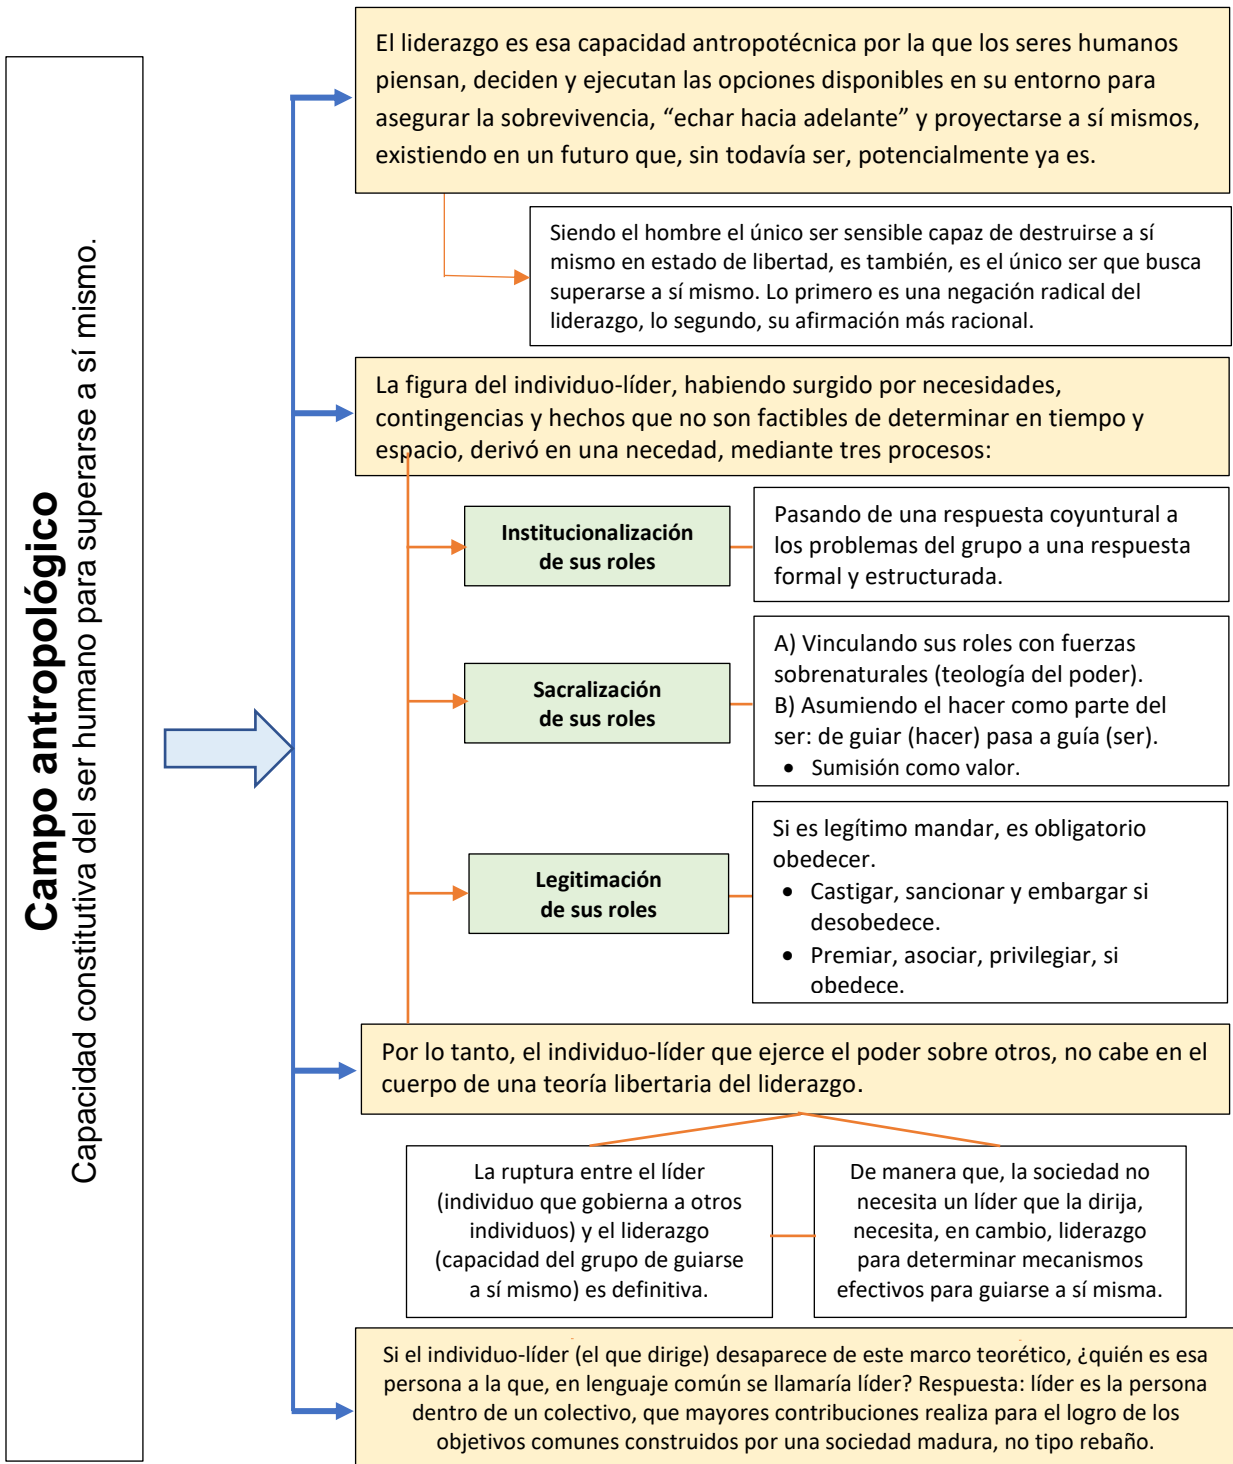 Campo antropológico
Capacidad constitutiva del ser humano para superarse a sí mismo.
El liderazgo es esa capacidad antropotécnica por la que los seres humanos
piensan, deciden y ejecutan las opciones disponibles en su entorno para
asegurar la sobrevivencia, “echar hacia adelante” y proyectarse a sí mismos,
existiendo en un futuro que, sin todavía ser, potencialmente ya es.
Siendo el hombre el único ser sensible capaz de destruirse a sí
mismo en estado de libertad, es también, es el único ser que busca
superarse a sí mismo. Lo primero es una negación radical del
liderazgo, lo segundo, su afirmación más racional.
La figura del individuo-líder, habiendo surgido por necesidades,
contingencias y hechos que no son factibles de determinar en tiempo y
espacio, derivó en una necedad, mediante tres procesos:
Institucionalización
de sus roles
Pasando de una respuesta coyuntural a
los problemas del grupo a una respuesta
formal y estructurada.
Sacralización
de sus roles
A) Vinculando sus roles con fuerzas
sobrenaturales (teología del poder).
B) Asumiendo el hacer como parte del
ser: de guiar (hacer) pasa a guía (ser).
• Sumisión como valor.
Legitimación
de sus roles
Si es legítimo mandar, es obligatorio
obedecer.
• Castigar, sancionar y embargar si
desobedece.
• Premiar, asociar, privilegiar, si
obedece.
Por lo tanto, el individuo-líder que ejerce el poder sobre otros, no cabe en el
cuerpo de una teoría libertaria del liderazgo.
La ruptura entre el líder
(individuo que gobierna a otros
individuos) y el liderazgo
(capacidad del grupo de guiarse
a sí mismo) es definitiva.
De manera que, la sociedad no
necesita un líder que la dirija,
necesita, en cambio, liderazgo
para determinar mecanismos
efectivos para guiarse a sí misma.
Si el individuo-líder (el que dirige) desaparece de este marco teorético, ¿quién es esa
persona a la que, en lenguaje común se llamaría líder? Respuesta: líder es la persona
dentro de un colectivo, que mayores contribuciones realiza para el logro de los
objetivos comunes construidos por una sociedad madura, no tipo rebaño.